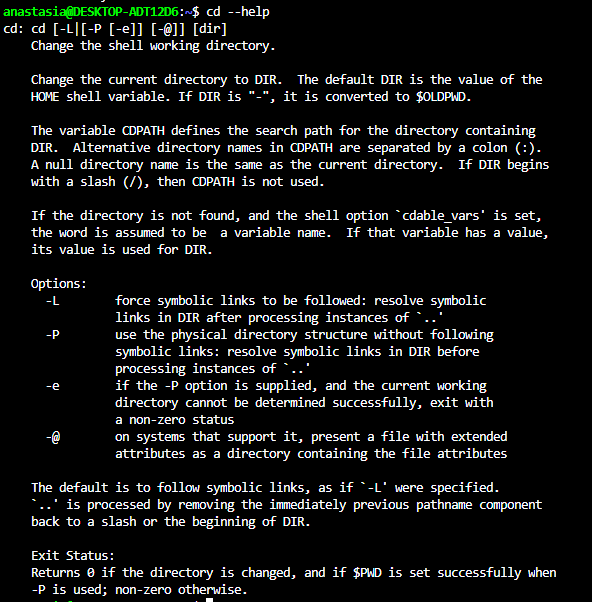 anastasia@DESKTOP-ADT12D6:~$ cd --help
cd: cd [-L|[-P [-e]] [-@]] [dir]
    Change the shell working directory.

    Change the current directory to DIR.  The default DIR is the value of the
    HOME shell variable. If DIR is "-", it is converted to $OLDPWD.

    The variable CDPATH defines the search path for the directory containing
    DIR.  Alternative directory names in CDPATH are separated by a colon (:).
    A null directory name is the same as the current directory.  If DIR begins
    with a slash (/), then CDPATH is not used.

    If the directory is not found, and the shell option `cdable_vars' is set,
    the word is assumed to be  a variable name.  If that variable has a value,
    its value is used for DIR.

    Options:
      -L        force symbolic links to be followed: resolve symbolic
                links in DIR after processing instances of `..'
      -P        use the physical directory structure without following
                symbolic links: resolve symbolic links in DIR before
                processing instances of `..'
      -e        if the -P option is supplied, and the current working
                directory cannot be determined successfully, exit with
                a non-zero status
      -@        on systems that support it, present a file with extended
                attributes as a directory containing the file attributes

    The default is to follow symbolic links, as if `-L' were specified.
    `..' is processed by removing the immediately previous pathname component
    back to a slash or the beginning of DIR.

    Exit Status:
    Returns 0 if the directory is changed, and if $PWD is set successfully when
    -P is used; non-zero otherwise.